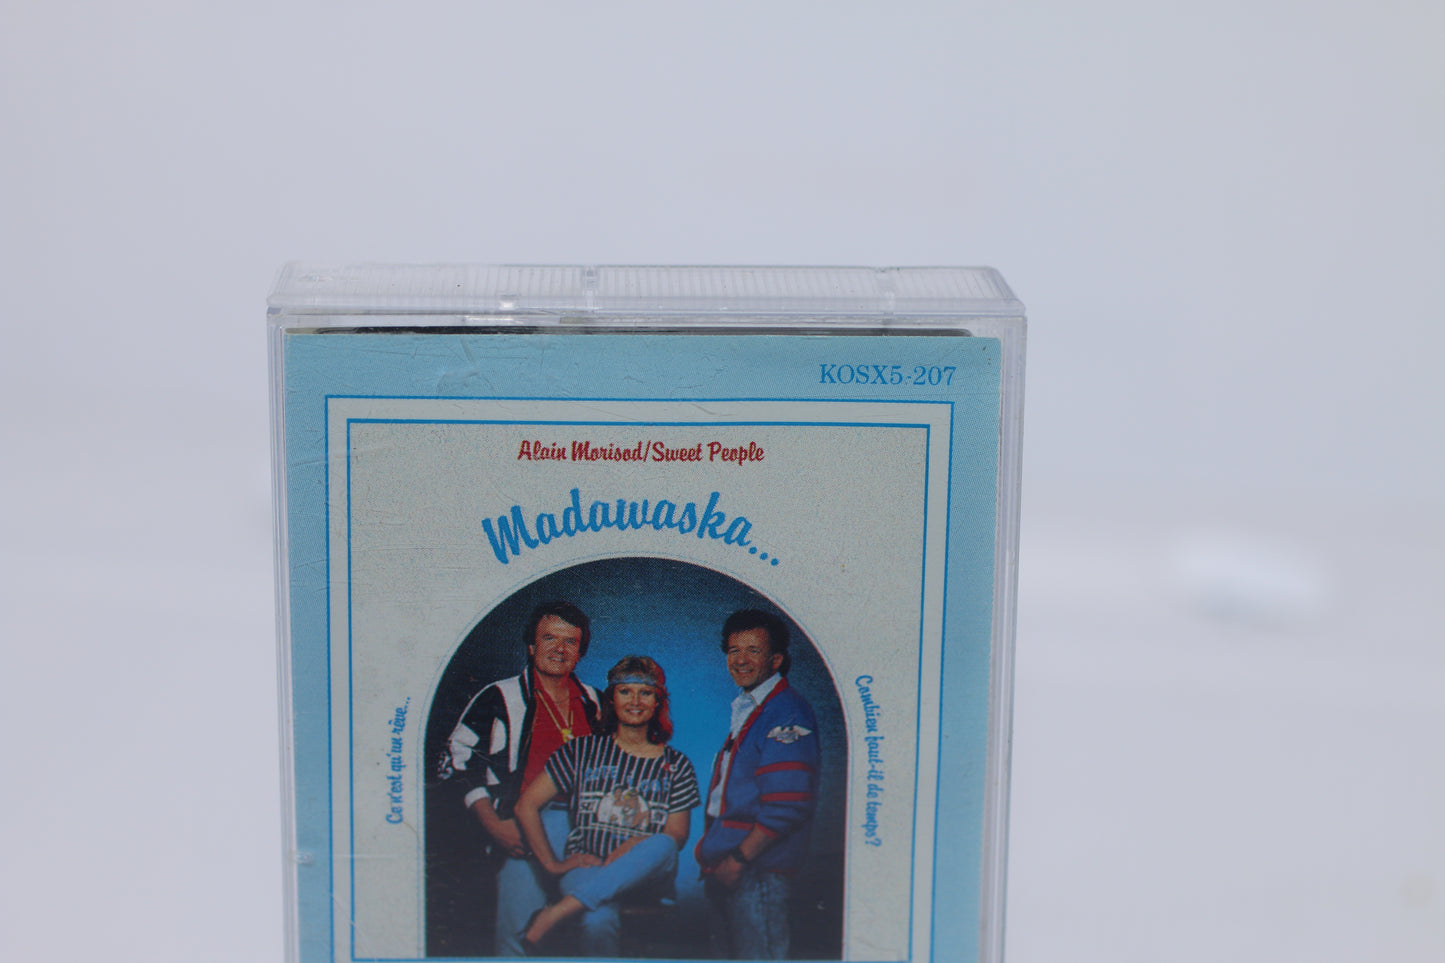 KOSX5-207
Alain Morisod/Sweet People
Madawaska...
Ce n'est qu'un rêve...
Combien faut-il de temps?